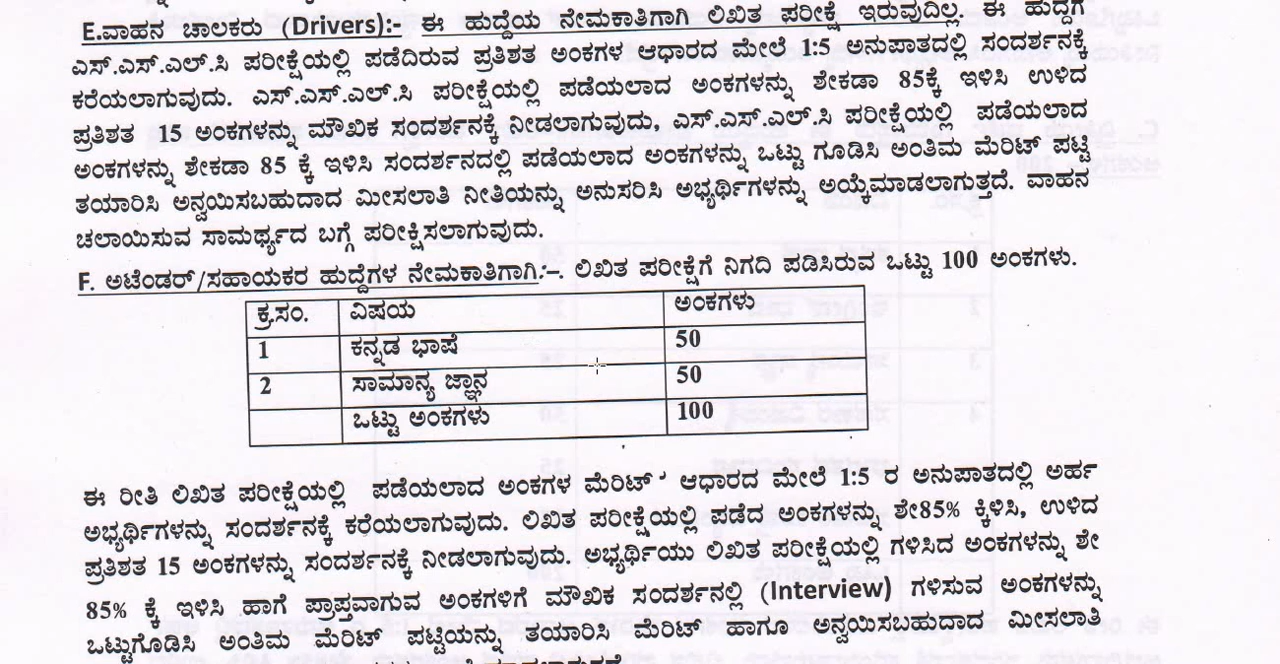 E.ವಾಹನ ಚಾಲಕರು (Drivers):- ಈ ಹುದ್ದೆಯ ನೇಮಕಾತಿಗಾಗಿ ಲಿಖಿತ ಪರೀಕ್ಷೆ ಇರುವುದಿಲ್ಲ. ಈ ಹುದ್ದೆಗೆ
ಎಸ್.ಎಸ್.ಎಲ್.ಸಿ ಪರೀಕ್ಷೆಯಲ್ಲಿ ಪಡೆದಿರುವ ಪ್ರತಿಶತ ಅಂಕಗಳ ಆಧಾರದ ಮೇಲೆ 1:5 ಅನುಪಾತದಲ್ಲಿ ಸಂದರ್ಶನಕ್ಕೆ
ಕರೆಯಲಾಗುವುದು. ಎಸ್.ಎಸ್.ಎಲ್.ಸಿ ಪರೀಕ್ಷೆಯಲ್ಲಿ ಪಡೆಯಲಾದ ಅಂಕಗಳನ್ನು ಶೇಕಡಾ 85ಕ್ಕೆ ಇಳಿಸಿ ಉಳಿದ
ಪ್ರತಿಶತ 15 ಅಂಕಗಳನ್ನು ಮೌಖಿಕ ಸಂದರ್ಶನಕ್ಕೆ ನೀಡಲಾಗುವುದು, ಎಸ್.ಎಸ್.ಎಲ್.ಸಿ ಪರೀಕ್ಷೆಯಲ್ಲಿ ಪಡೆಯಲಾದ
ಅಂಕಗಳನ್ನು ಶೇಕಡಾ 85 ಕ್ಕೆ ಇಳಿಸಿ ಸಂದರ್ಶನದಲ್ಲಿ ಪಡೆಯಲಾದ ಅಂಕಗಳನ್ನು ಒಟ್ಟು ಗೂಡಿಸಿ ಅಂತಿಮ ಮೆರಿಟ್ ಪಟ್ಟಿ
ತಯಾರಿಸಿ ಅನ್ವಯಿಸಬಹುದಾದ ಮೀಸಲಾತಿ ನೀತಿಯನ್ನು ಅನುಸರಿಸಿ ಅಭ್ಯರ್ಥಿಗಳನ್ನು ಅಯ್ಕೆಮಾಡಲಾಗುತ್ತದೆ. ವಾಹನ
ಚಲಾಯಿಸುವ ಸಾಮರ್ಥ್ಯದ ಬಗ್ಗೆ ಪರೀಕ್ಷಿಸಲಾಗುವುದು.
F. ಅಟೆಂಡರ್/ಸಹಾಯಕರ ಹುದ್ದೆಗಳ ನೇಮಕಾತಿಗಾಗಿ:–. ಲಿಖಿತ ಪರೀಕ್ಷೆಗೆ ನಿಗದಿ ಪಡಿಸಿರುವ ಒಟ್ಟು 100 ಅಂಕಗಳು.
ಕ್ರ.ಸಂ. ವಿಷಯ ಅಂಕಗಳು
1 ಕನ್ನಡ ಭಾಷೆ 50
2 ಸಾಮಾನ್ಯ ಜ್ಞಾನ 50
ಒಟ್ಟು ಅಂಕಗಳು 100
ಈ ರೀತಿ ಲಿಖಿತ ಪರೀಕ್ಷೆಯಲ್ಲಿ ಪಡೆಯಲಾದ ಅಂಕಗಳ ಮೆರಿಟ್ ಆಧಾರದ ಮೇಲೆ 1:5 ರ ಅನುಪಾತದಲ್ಲಿ ಅರ್ಹ
ಅಭ್ಯರ್ಥಿಗಳನ್ನು ಸಂದರ್ಶನಕ್ಕೆ ಕರೆಯಲಾಗುವುದು. ಲಿಖಿತ ಪರೀಕ್ಷೆಯಲ್ಲಿ ಪಡೆದ ಅಂಕಗಳನ್ನು ಶೇ85% ಕ್ಕಿಳಿಸಿ, ಉಳಿದ
ಪ್ರತಿಶತ 15 ಅಂಕಗಳನ್ನು ಸಂದರ್ಶನಕ್ಕೆ ನೀಡಲಾಗುವುದು. ಅಭ್ಯರ್ಥಿಯು ಲಿಖಿತ ಪರೀಕ್ಷೆಯಲ್ಲಿ ಗಳಿಸಿದ ಅಂಕಗಳನ್ನು ಶೇ
85% ಕ್ಕೆ ಇಳಿಸಿ ಹಾಗೆ ಪ್ರಾಪ್ತವಾಗುವ ಅಂಕಗಳಿಗೆ ಮೌಖಿಕ ಸಂದರ್ಶನಲ್ಲಿ (Interview) ಗಳಿಸುವ ಅಂಕಗಳನ್ನು
ಒಟ್ಟುಗೊಡಿಸಿ ಅಂತಿಮ ಮೆರಿಟ್ ಪಟ್ಟಿಯನ್ನು ತಯಾರಿಸಿ ಮೆರಿಟ್ ಹಾಗೂ ಅನ್ವಯಿಸಬಹುದಾದ ಮೀಸಲಾತಿ